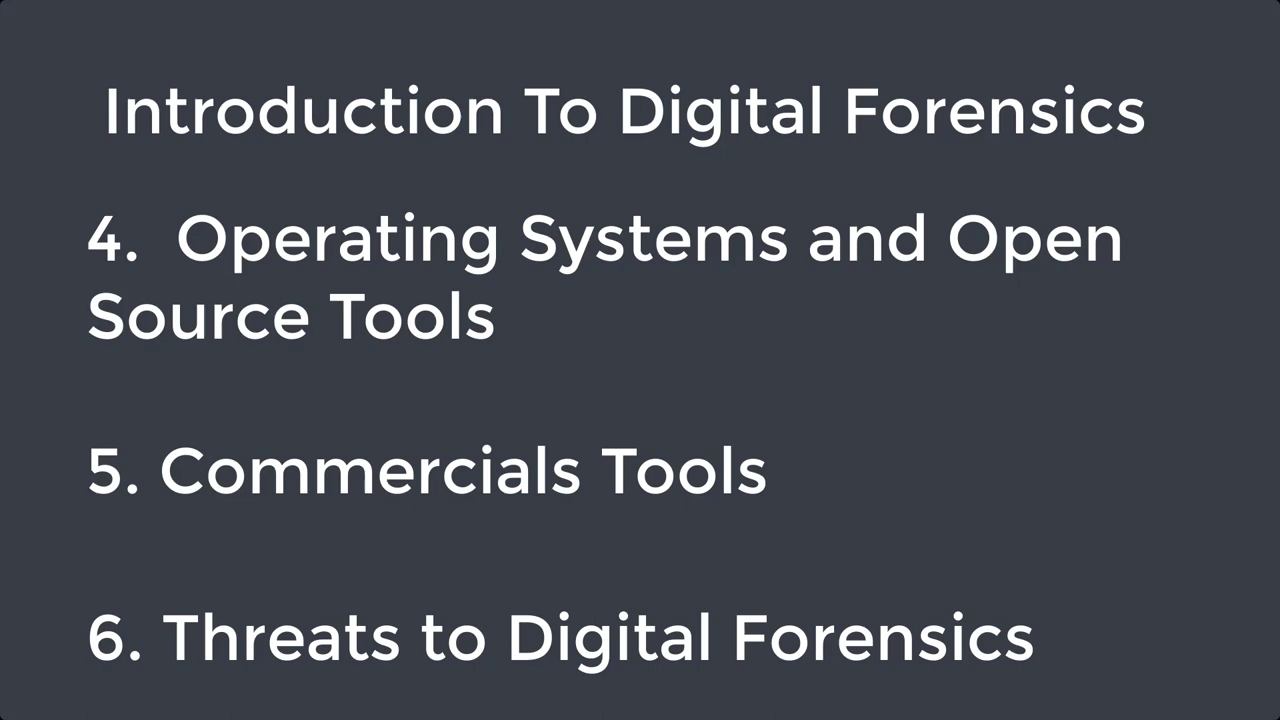 Introduction To Digital Forensics
4. Operating Systems and Open
Source Tools
5. Commercials Tools
6. Threats to Digital Forensics